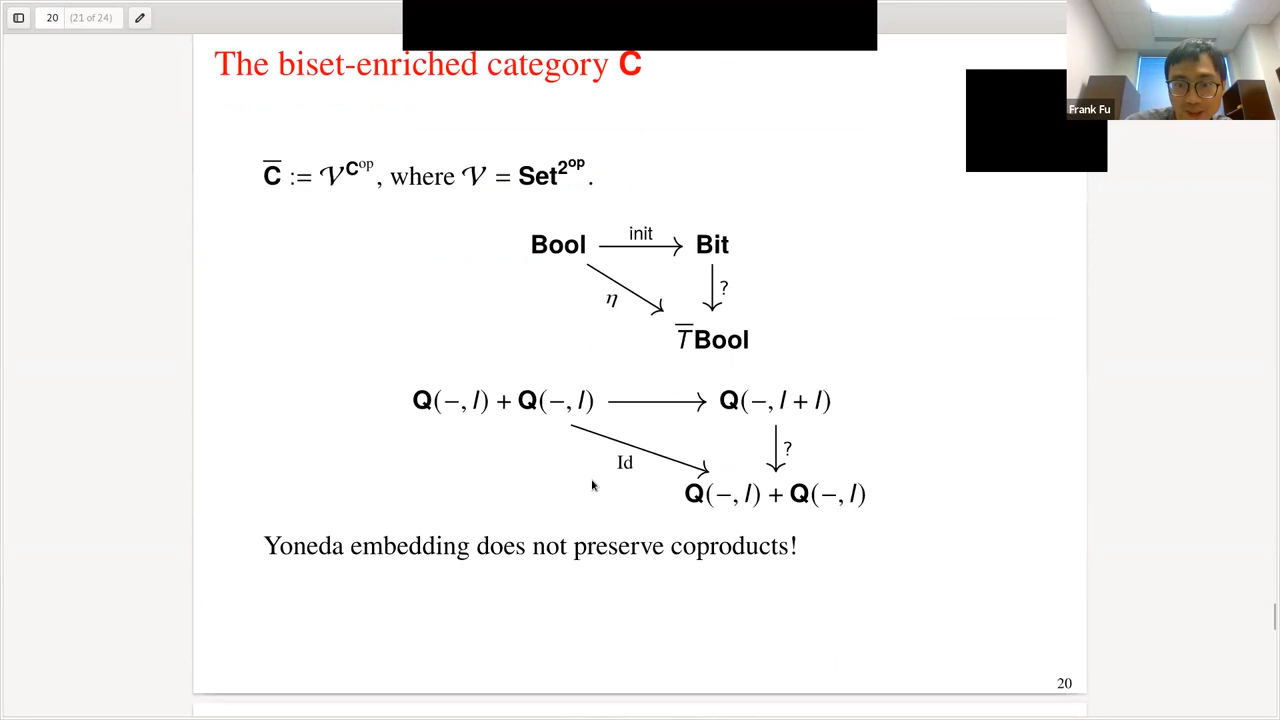 20 (21 of 24)
The biset-enriched category C
Frank Fu
C̅ := 𝒱^{C^{op}}, where 𝒱 = Set^{2^{op}}.
Bool init Bit
η ?
T̅Bool
Q(−, I) + Q(−, I) Q(−, I + I)
Id ?
Q(−, I) + Q(−, I)
Yoneda embedding does not preserve coproducts!
20